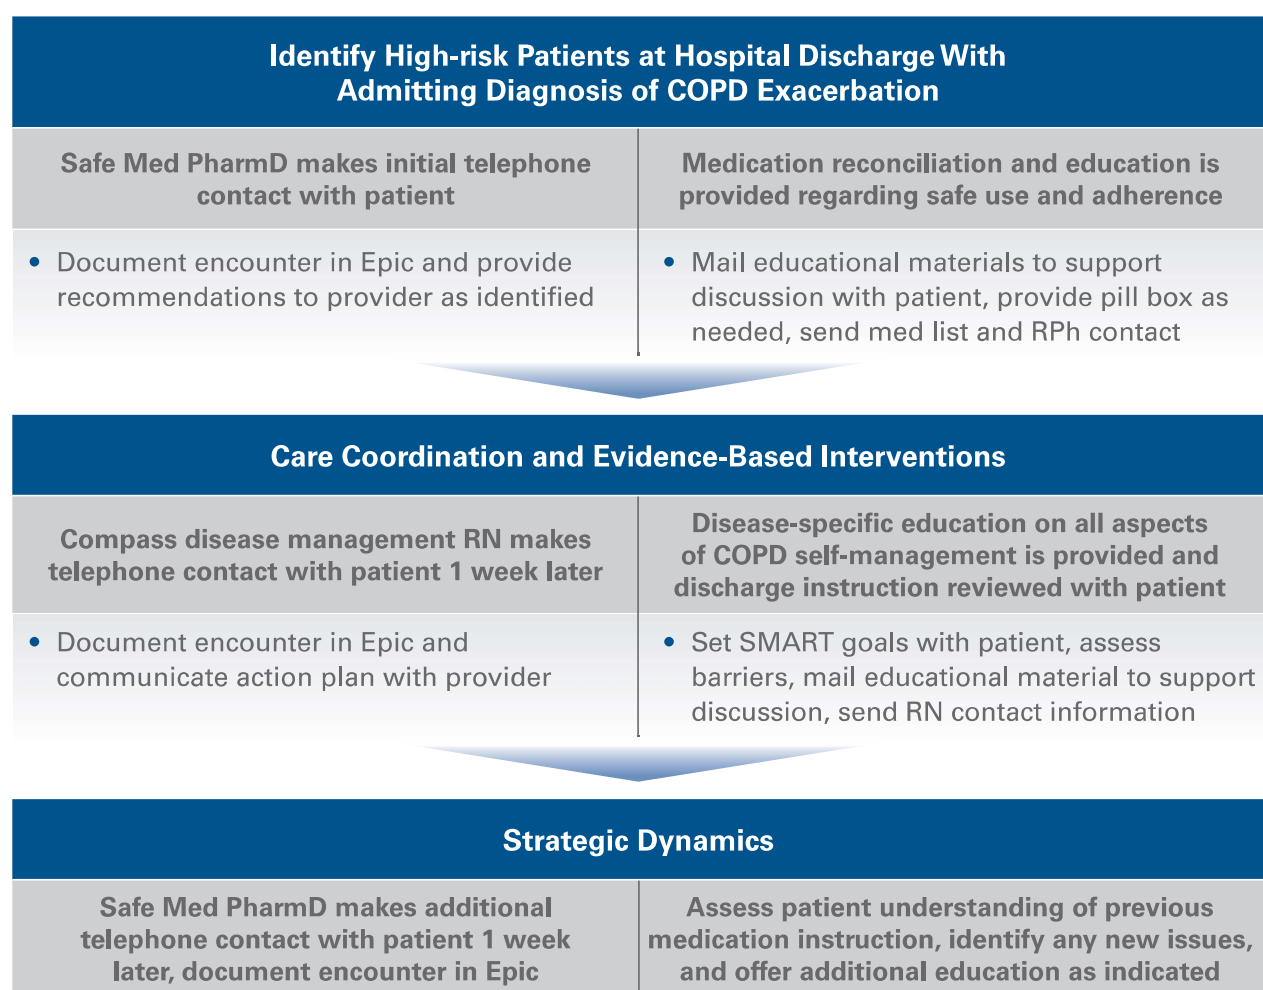 Identify High-risk Patients at Hospital Discharge With
Admitting Diagnosis of COPD Exacerbation
Safe Med PharmD makes initial telephone
contact with patient
Medication reconciliation and education is
provided regarding safe use and adherence
• Document encounter in Epic and provide
recommendations to provider as identified
• Mail educational materials to support
discussion with patient, provide pill box as
needed, send med list and RPh contact
Care Coordination and Evidence-Based Interventions
Compass disease management RN makes
telephone contact with patient 1 week later
Disease-specific education on all aspects
of COPD self-management is provided and
discharge instruction reviewed with patient
• Document encounter in Epic and
communicate action plan with provider
• Set SMART goals with patient, assess
barriers, mail educational material to support
discussion, send RN contact information
Strategic Dynamics
Safe Med PharmD makes additional
telephone contact with patient 1 week
later, document encounter in Epic
Assess patient understanding of previous
medication instruction, identify any new issues,
and offer additional education as indicated